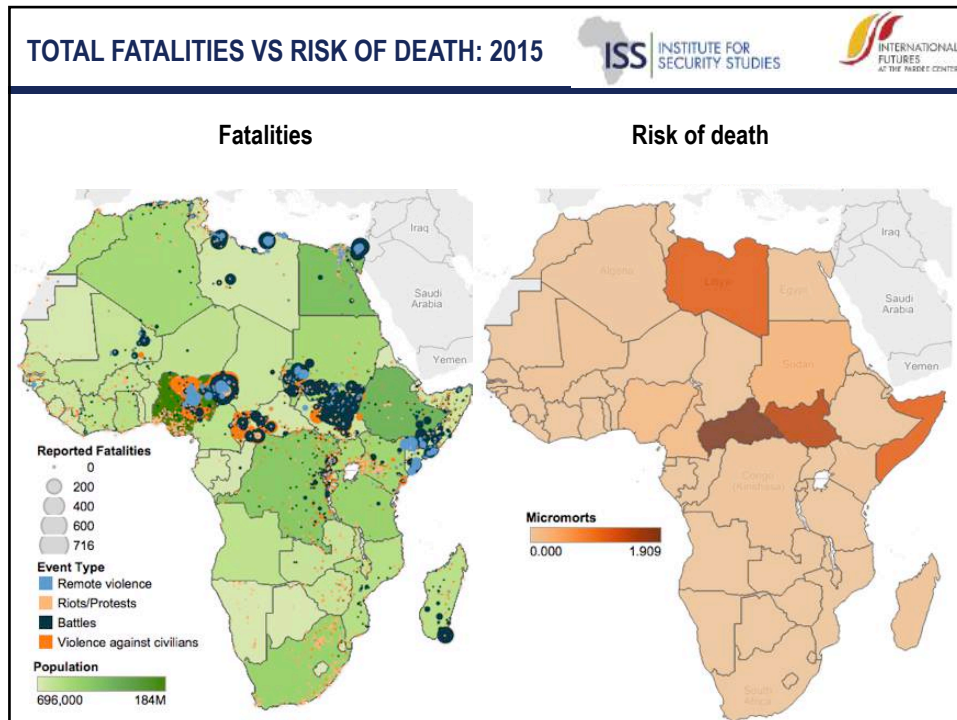 TOTAL FATALITIES VS RISK OF DEATH: 2015
ISS
INSTITUTE FOR
SECURITY STUDIES
INTERNATIONAL
FUTURES
AT THE PARDEE CENTER
Fatalities
Risk of death
Iraq
Saudi
Arabia
Yemen
Reported Fatalities
0
200
400
600
716
Event Type
Remote violence
Riots/Protests
Battles
Violence against civilians
Population
696,000
184M
Iraq
Algeria
Libya
Egypt
Saudi
Arabia
Yemen
Sudan
Congo
(Kinshasa)
Micromorts
0.000
1.909
South
Africa